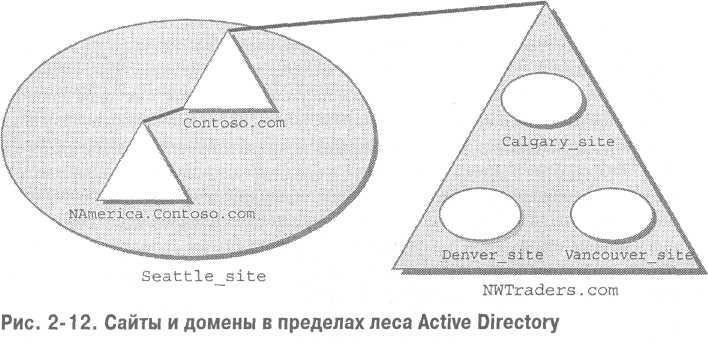 Contoso.com
Calgary_site
NAmerica.Contoso.com
Denver_site
Vancouver_site
Seattle_site
NWTraders.com
Рис. 2-12. Сайты и домены в пределах леса Active Directory